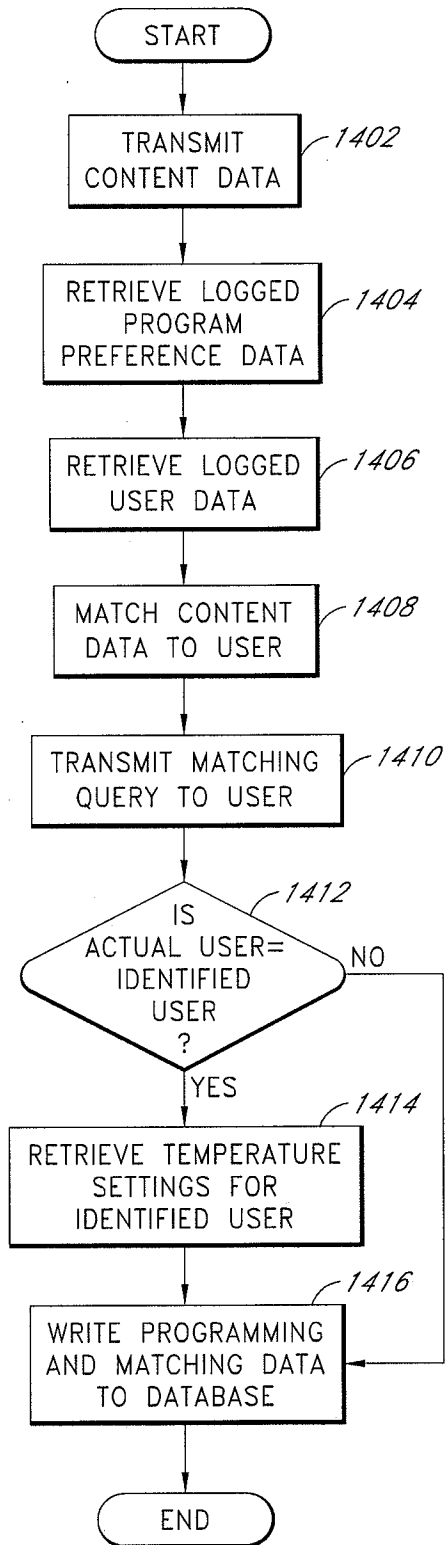 START
TRANSMIT
CONTENT DATA
1402
RETRIEVE LOGGED
PROGRAM
PREFERENCE DATA
1404
RETRIEVE LOGGED
USER DATA
1406
MATCH CONTENT
DATA TO USER
1408
TRANSMIT MATCHING
QUERY TO USER
1410
1412
IS
ACTUAL USER=
IDENTIFIED
USER
?
NO
YES
1414
RETRIEVE TEMPERATURE
SETTINGS FOR
IDENTIFIED USER
1416
WRITE PROGRAMMING
AND MATCHING DATA
TO DATABASE
END